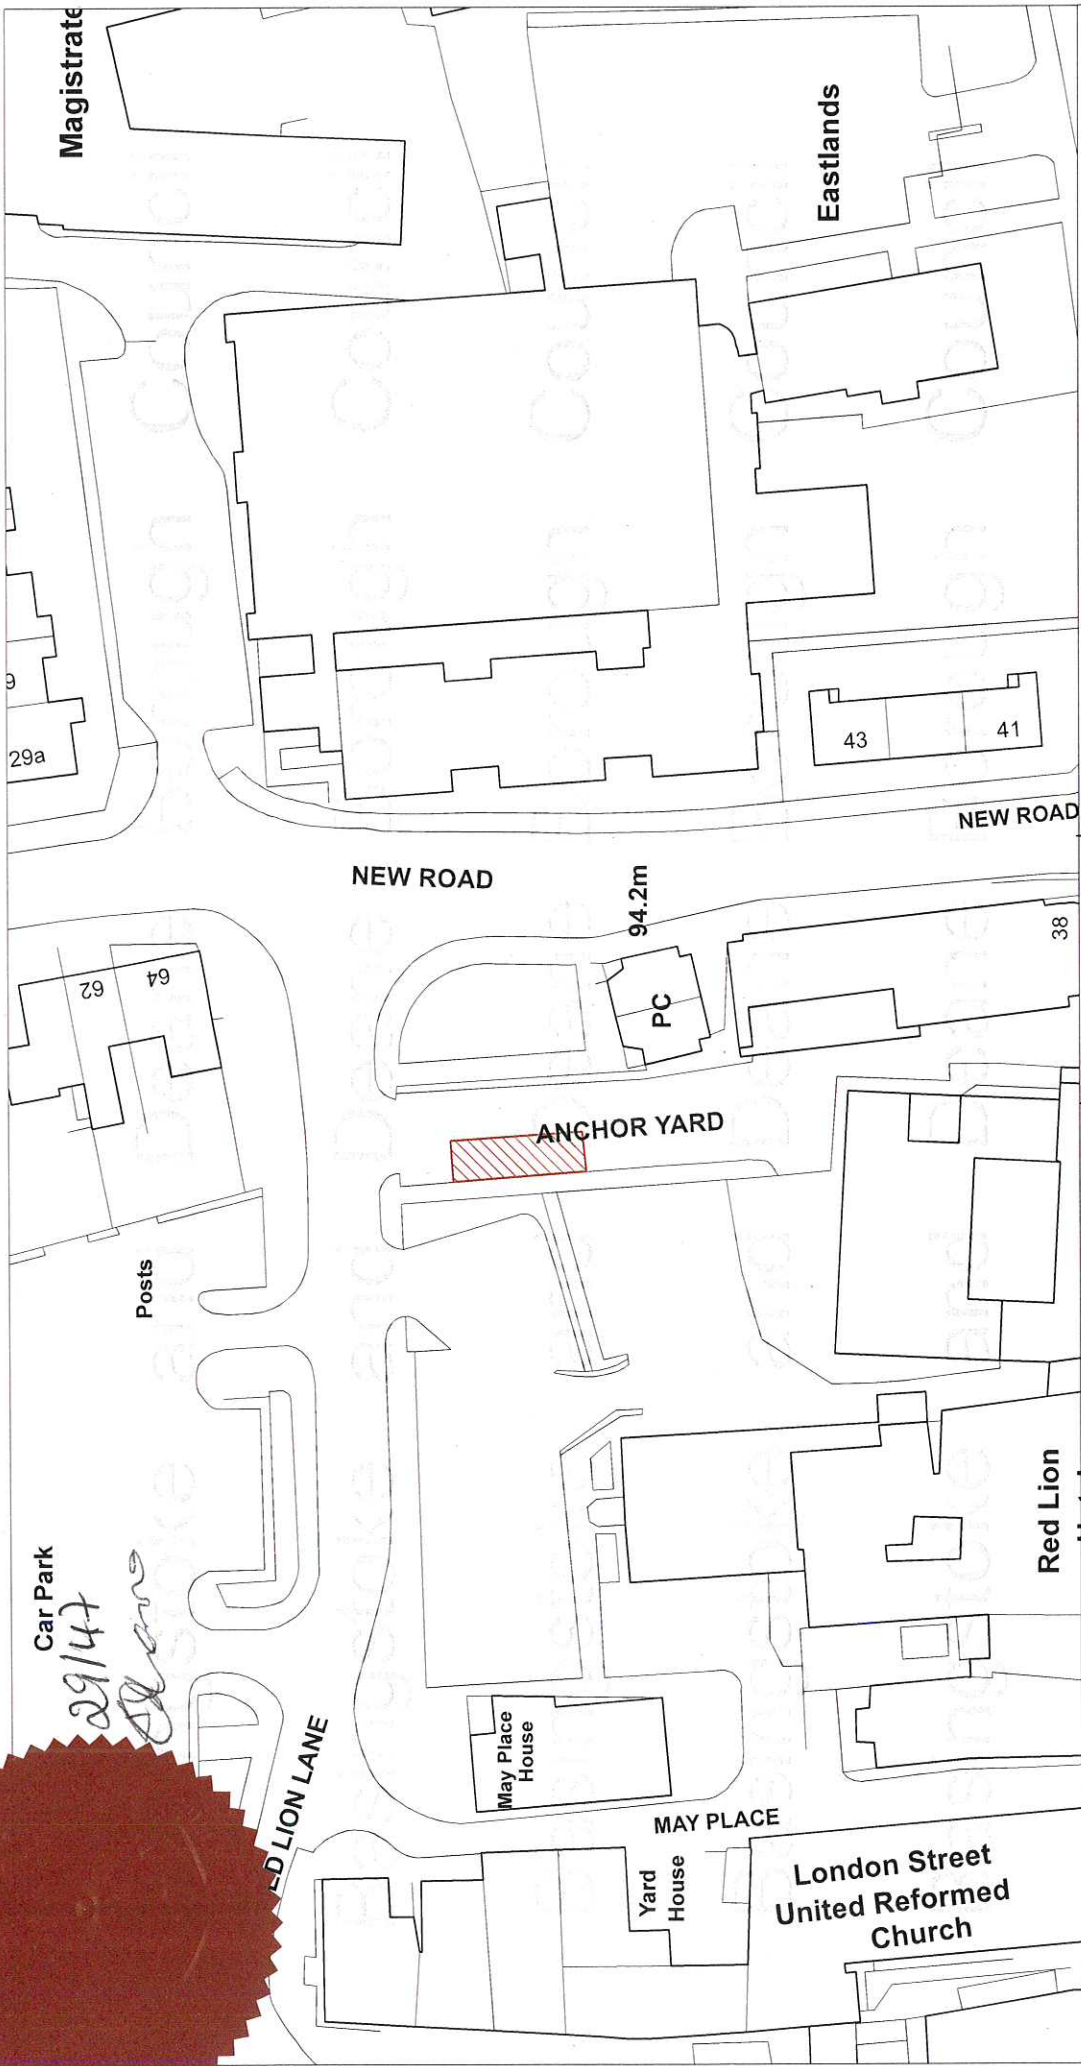 Magistrate
Eastlands
9
29a
43
41
NEW ROAD
NEW ROAD
94.2m
PC
38
62
64
ANCHOR YARD
Posts
Car Park
29/47
Red Lion
ED LION LANE
May Place
House
MAY PLACE
Yard
House
London Street
United Reformed
Church